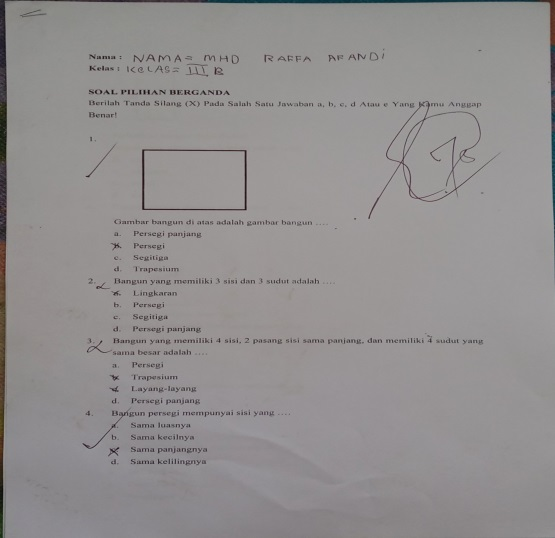 Nama : NAMA = MHD RAFFA AFANDi
Kelas : KELAS = III B
SOAL PILIHAN BERGANDA
Berilah Tanda Silang (X) Pada Salah Satu Jawaban a, b, c, d Atau e Yang Kamu Anggap
Benar!
1.
Gambar bangun di atas adalah gambar bangun ....
a. Persegi panjang
b. Persegi
c. Segitiga
d. Trapesium
2. Bangun yang memiliki 3 sisi dan 3 sudut adalah ....
a. Lingkaran
b. Persegi
c. Segitiga
d. Persegi panjang
3. Bangun yang memiliki 4 sisi, 2 pasang sisi sama panjang, dan memiliki 4 sudut yang
sama besar adalah ....
a. Persegi
b. Trapesium
c. Layang-layang
d. Persegi panjang
4. Bangun persegi mempunyai sisi yang ....
a. Sama luasnya
b. Sama kecilnya
c. Sama panjangnya
d. Sama kelilingnya